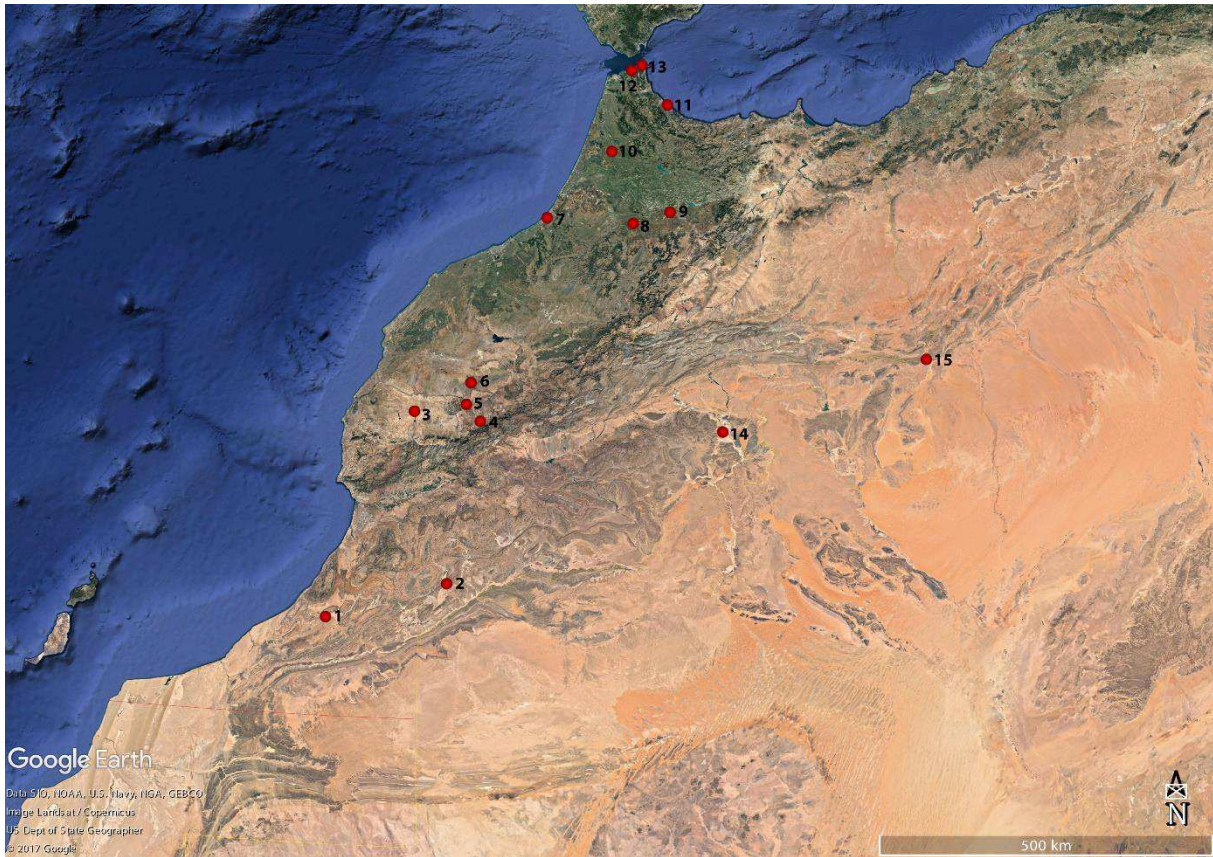 13
12
11
10
7
9
8
15
6
5
3
4
14
2
1
Google Earth
Data SIO, NOAA, U.S. Navy, NGA, GEBCO
Image Landsat / Copernicus
US Dept of State Geographer
© 2017 Google
N
500 km